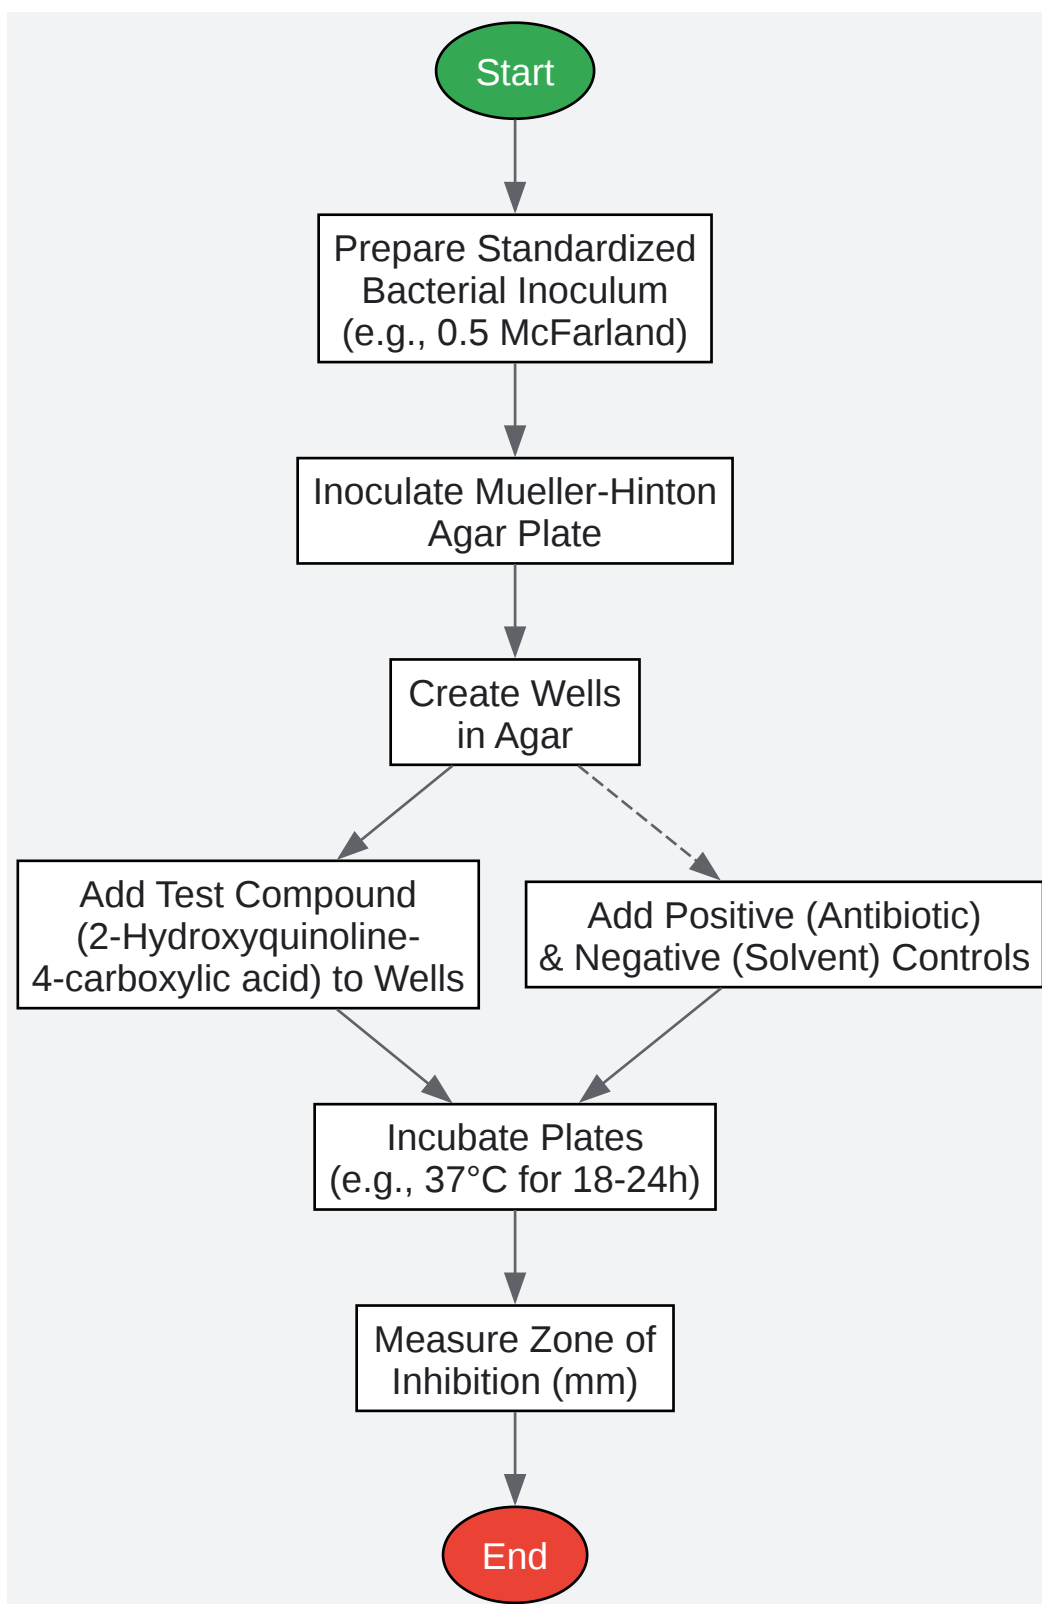 Start
Prepare Standardized
Bacterial Inoculum
(e.g., 0.5 McFarland)
Inoculate Mueller-Hinton
Agar Plate
Create Wells
in Agar
Add Test Compound
(2-Hydroxyquinoline-
4-carboxylic acid) to Wells
Add Positive (Antibiotic)
& Negative (Solvent) Controls
Incubate Plates
(e.g., 37°C for 18-24h)
Measure Zone of
Inhibition (mm)
End